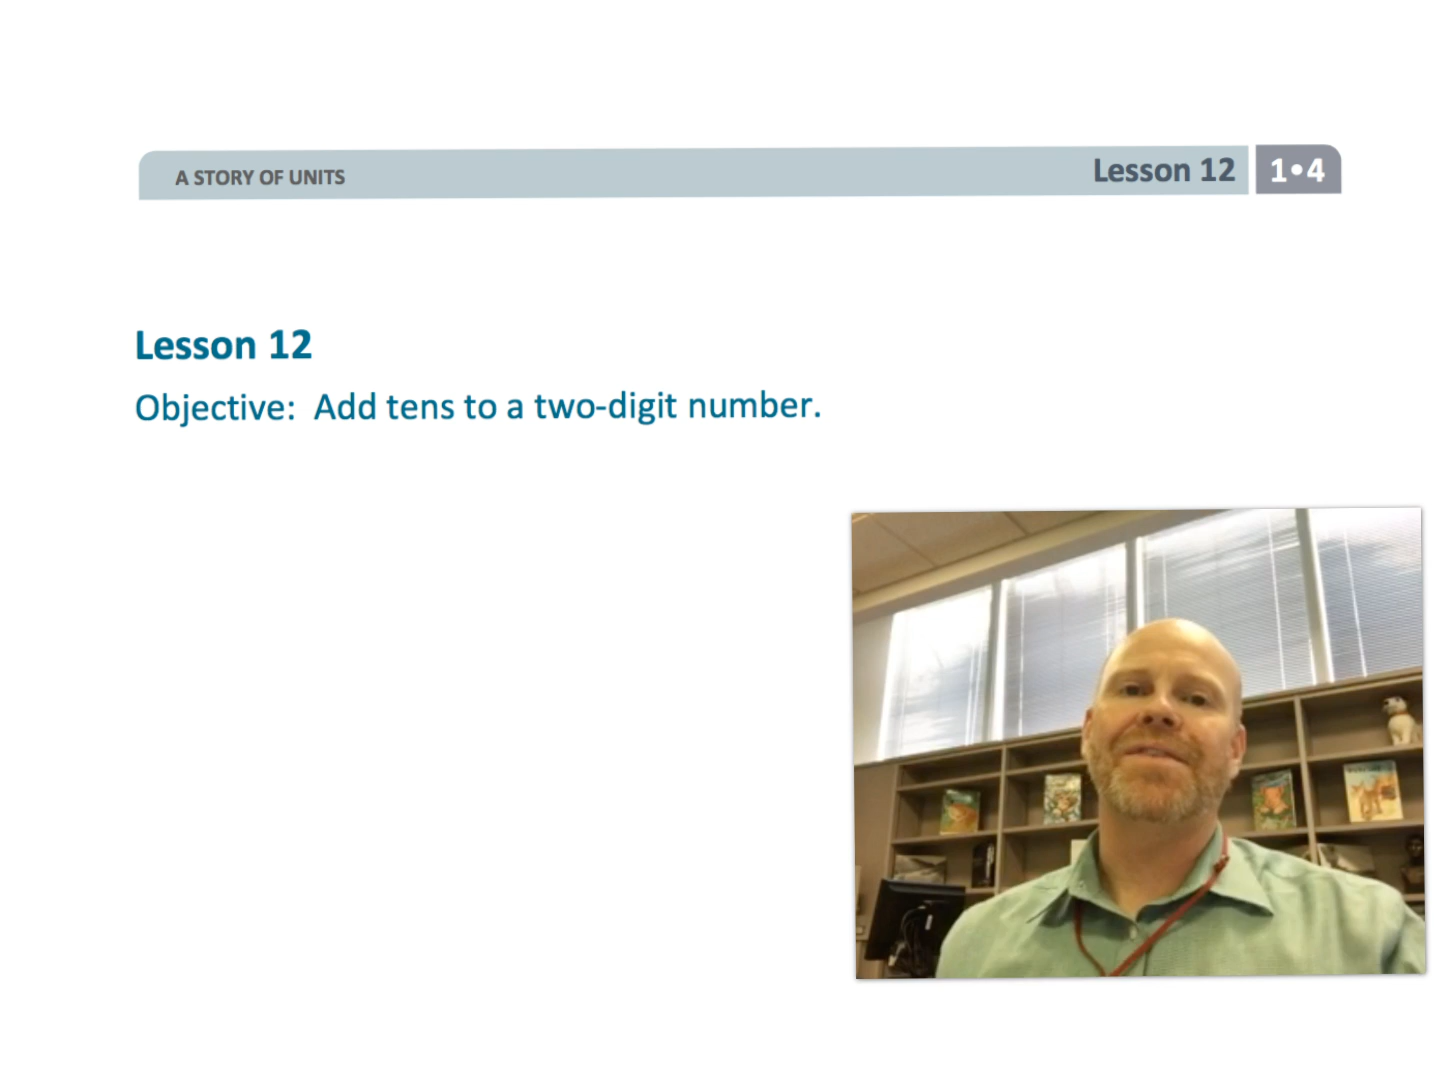 A STORY OF UNITS
Lesson 12
1•4
Lesson 12
Objective: Add tens to a two-digit number.